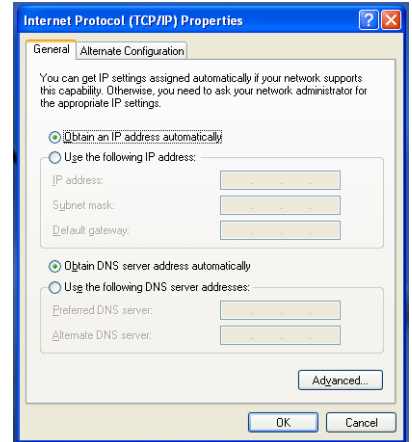 Internet Protocol (TCP/IP) Properties
General
Alternate Configuration
You can get IP settings assigned automatically if your network supports
this capability. Otherwise, you need to ask your network administrator for
the appropriate IP settings.
Obtain an IP address automatically
Use the following IP address:
IP address:
Subnet mask:
Default gateway:
Obtain DNS server address automatically
Use the following DNS server addresses:
Preferred DNS server:
Alternate DNS server:
Advanced...
OK
Cancel